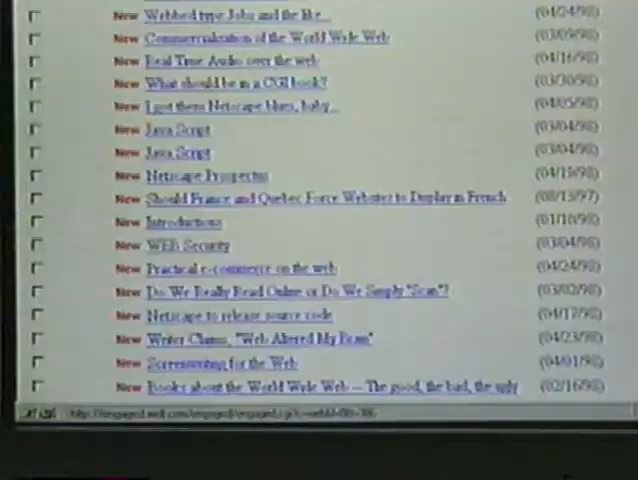 New Webbed type Jobs and the like... (04/24/98)
New Commercialization of the World Wide Web (03/09/98)
New Real Time Audio over the web (04/16/98)
New What should be in a CGI book? (03/30/98)
New I got them Netscape blues, baby... (04/05/98)
New Java Script (03/04/98)
New Java Script (03/04/98)
New Netscape Prospectus (04/19/98)
New Should France and Quebec Force Websites to Display in French (08/13/97)
New Introductions (01/10/98)
New WEB Security (03/04/98)
New Practical e-commerce on the web (04/24/98)
New Do We Really Read Online or Do We Simply "Scan"? (03/02/98)
New Netscape to release source code (04/17/98)
New Writer Claims, "Web Altered My Brain" (04/23/98)
New Screenwriting for the Web (04/01/98)
New Books about the World Wide Web -- The good, the bad, the ugly (02/16/98)